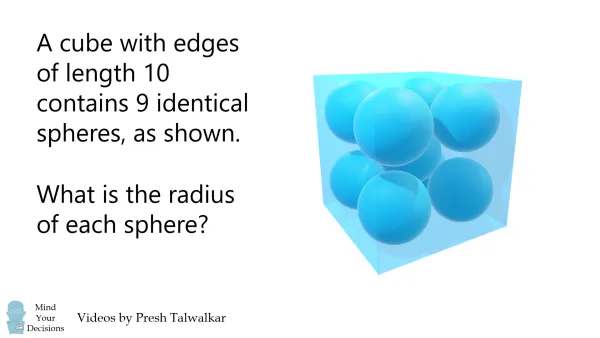 A cube with edges
of length 10
contains 9 identical
spheres, as shown.
What is the radius
of each sphere?
Mind
Your
Decisions
Videos by Presh Talwalkar